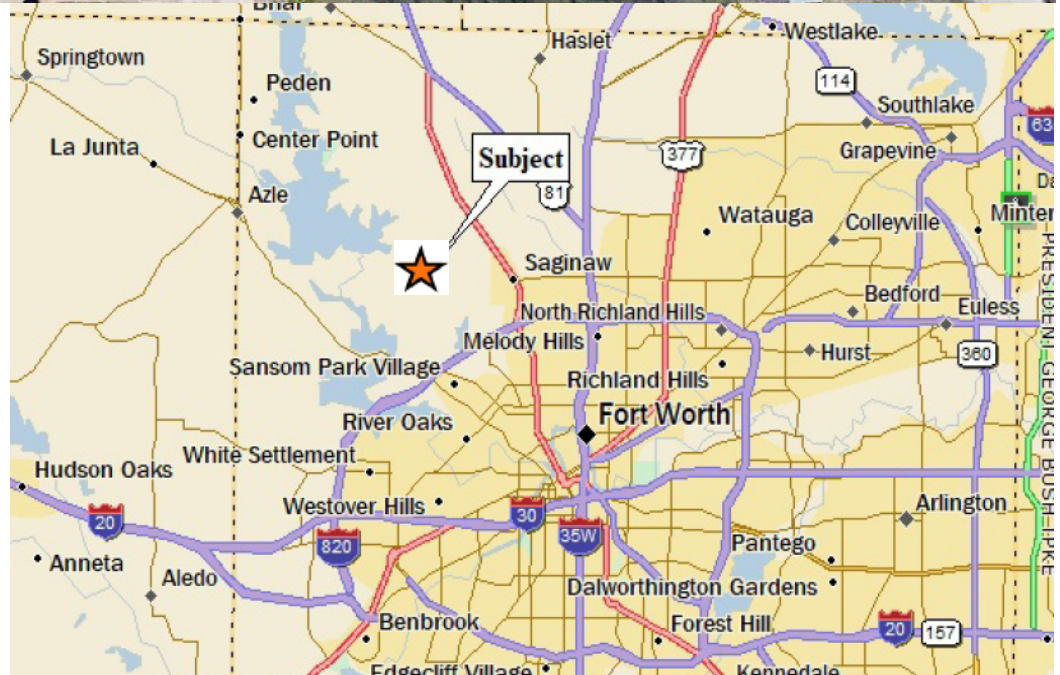 Briar
Haslet
Westlake
Springtown
Peden
114
Southlake
63
La Junta
Center Point
Subject
377
Grapevine
Azle
81
Watauga
Colleyville
Saginaw
North Richland Hills
Bedford
Euless
Melody Hills
Sansom Park Village
Richland Hills
Hurst
360
River Oaks
Fort Worth
White Settlement
Hudson Oaks
Westover Hills
30
Arlington
20
820
35W
Pantego
Anneta
Aledo
Dalworthington Gardens
Benbrook
Forest Hill
20
157
Edgecliff Village
Kennedale
PRESIDENT GEORGE BUSH TPKE